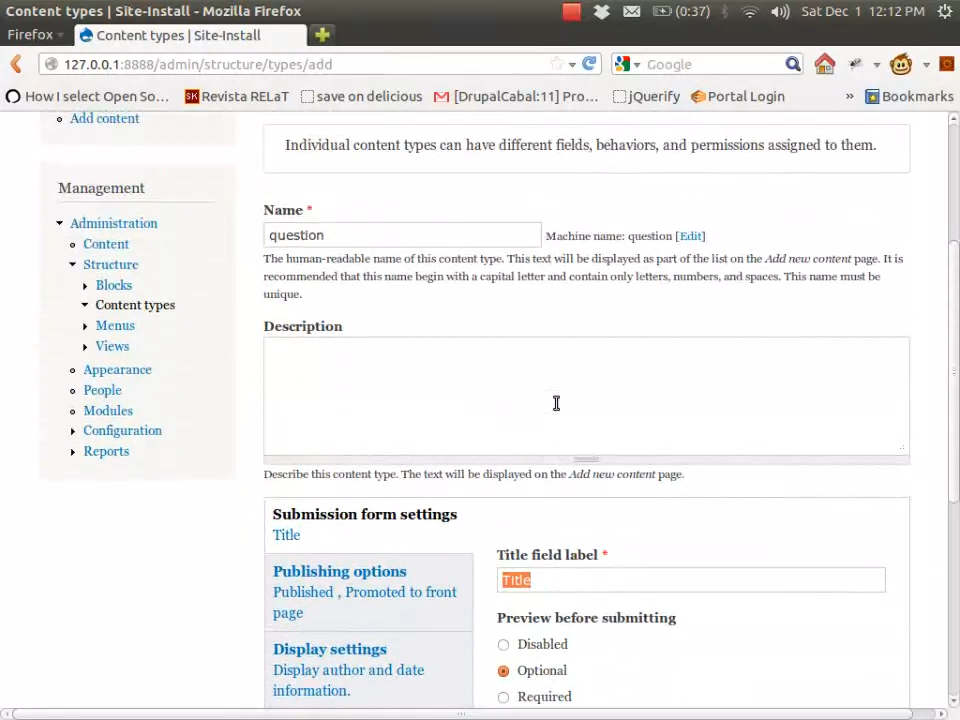 Content types | Site-Install - Mozilla Firefox
(0:37)
Sat Dec 1 12:12 PM
Firefox
Content types | Site-Install
127.0.0.1:8888/admin/structure/types/add
Google
How I select Open So...
Revista RELaT
save on delicious
[DrupalCabal:11] Pro...
jQuerify
Portal Login
»
Bookmarks
Add content
Individual content types can have different fields, behaviors, and permissions assigned to them.
Management
Administration
Content
Structure
Blocks
Content types
Menus
Views
Appearance
People
Modules
Configuration
Reports
Name *
question
Machine name: question [Edit]
The human-readable name of this content type. This text will be displayed as part of the list on the Add new content page. It is
recommended that this name begin with a capital letter and contain only letters, numbers, and spaces. This name must be
unique.
Description
Describe this content type. The text will be displayed on the Add new content page.
Submission form settings
Title
Publishing options
Published , Promoted to front
page
Display settings
Display author and date
information.
Title field label *
Title
Preview before submitting
Disabled
Optional
Required